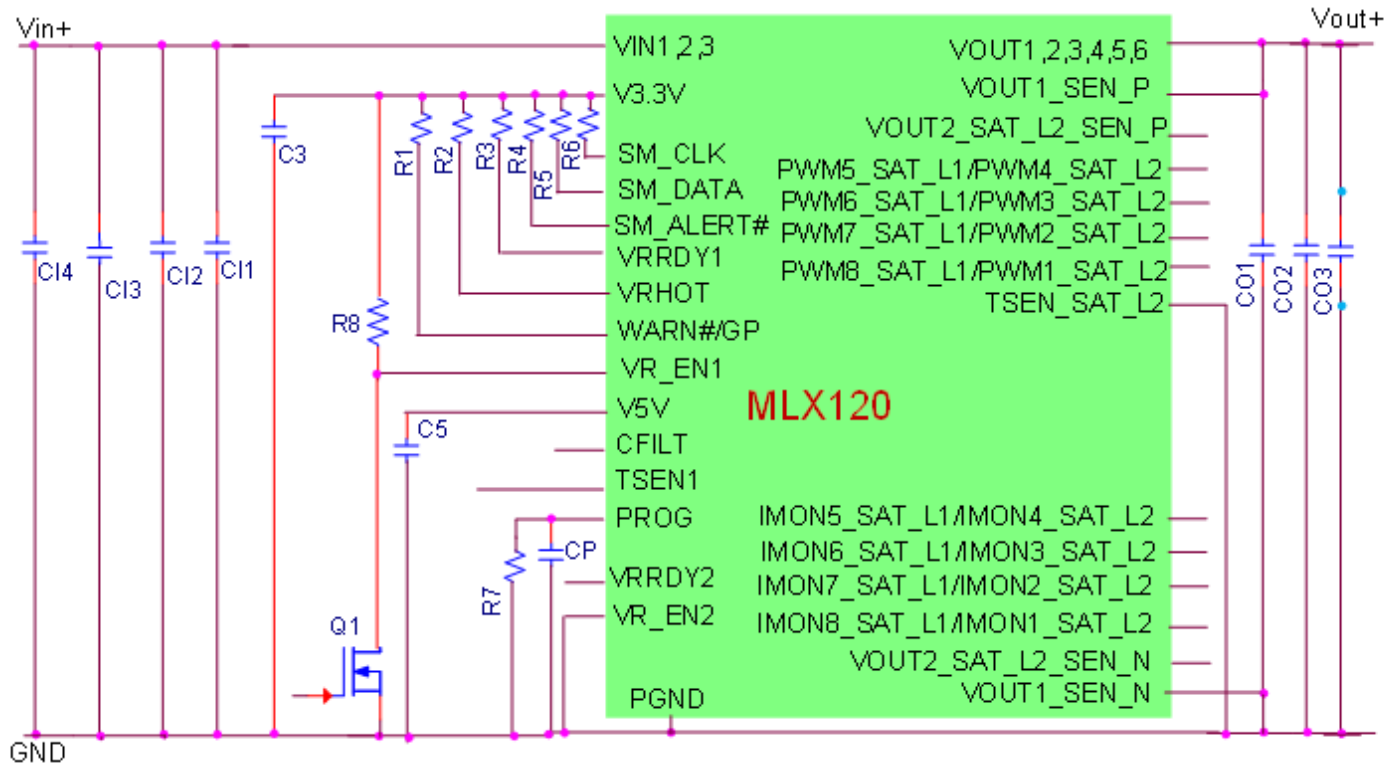 Vin+
Vout+
VIN1,2,3
VOUT1,2,3,4,5,6
V3.3V
VOUT1_SEN_P
C3
R1
R2
R3
R4
R5
R6
VOUT2_SAT_L2_SEN_P
SM_CLK
PWM5_SAT_L1/PWM4_SAT_L2
SM_DATA
PWM6_SAT_L1/PWM3_SAT_L2
SM_ALERT#
PWM7_SAT_L1/PWM2_SAT_L2
VRRDY1
PWM8_SAT_L1/PWM1_SAT_L2
CI4
CI3
CI2
CI1
CO1
CO2
CO3
VRHOT
TSEN_SAT_L2
R8
WARN#/GP
VR_EN1
MLX120
V5V
C5
CFILT
TSEN1
PROG
IMON5_SAT_L1/IMON4_SAT_L2
CP
IMON6_SAT_L1/IMON3_SAT_L2
R7
VRRDY2
IMON7_SAT_L1/IMON2_SAT_L2
VR_EN2
IMON8_SAT_L1/IMON1_SAT_L2
Q1
VOUT2_SAT_L2_SEN_N
PGND
VOUT1_SEN_N
GND